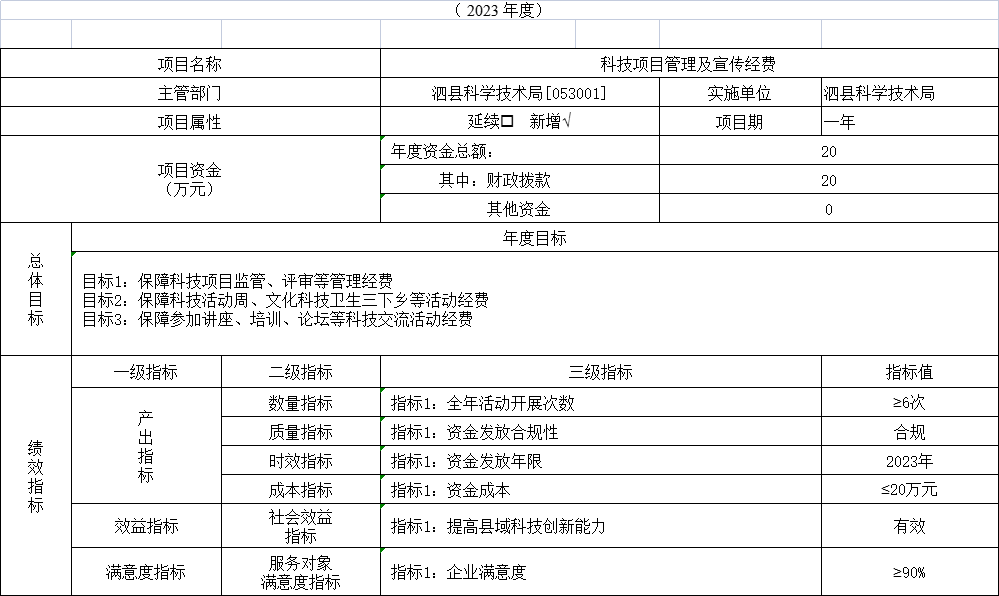 （ 2023 年度）
项目名称 科技项目管理及宣传经费
主管部门 泗县科学技术局[053001] 实施单位 泗县科学技术局
项目属性 延续□ 新增√ 项目期 一年
项目资金
（万元）
年度资金总额： 20
其中：财政拨款 20
其他资金 0
总体目标
年度目标
目标1：保障科技项目监管、评审等管理经费
目标2：保障科技活动周、文化科技卫生三下乡等活动经费
目标3：保障参加讲座、培训、论坛等科技交流活动经费
绩效指标
一级指标 二级指标 三级指标 指标值
产出指标
数量指标 指标1：全年活动开展次数 ≥6次
质量指标 指标1：资金发放合规性 合规
时效指标 指标1：资金发放年限 2023年
成本指标 指标1：资金成本 ≤20万元
效益指标
社会效益
指标
指标1：提高县域科技创新能力 有效
满意度指标
服务对象
满意度指标
指标1：企业满意度 ≥90%